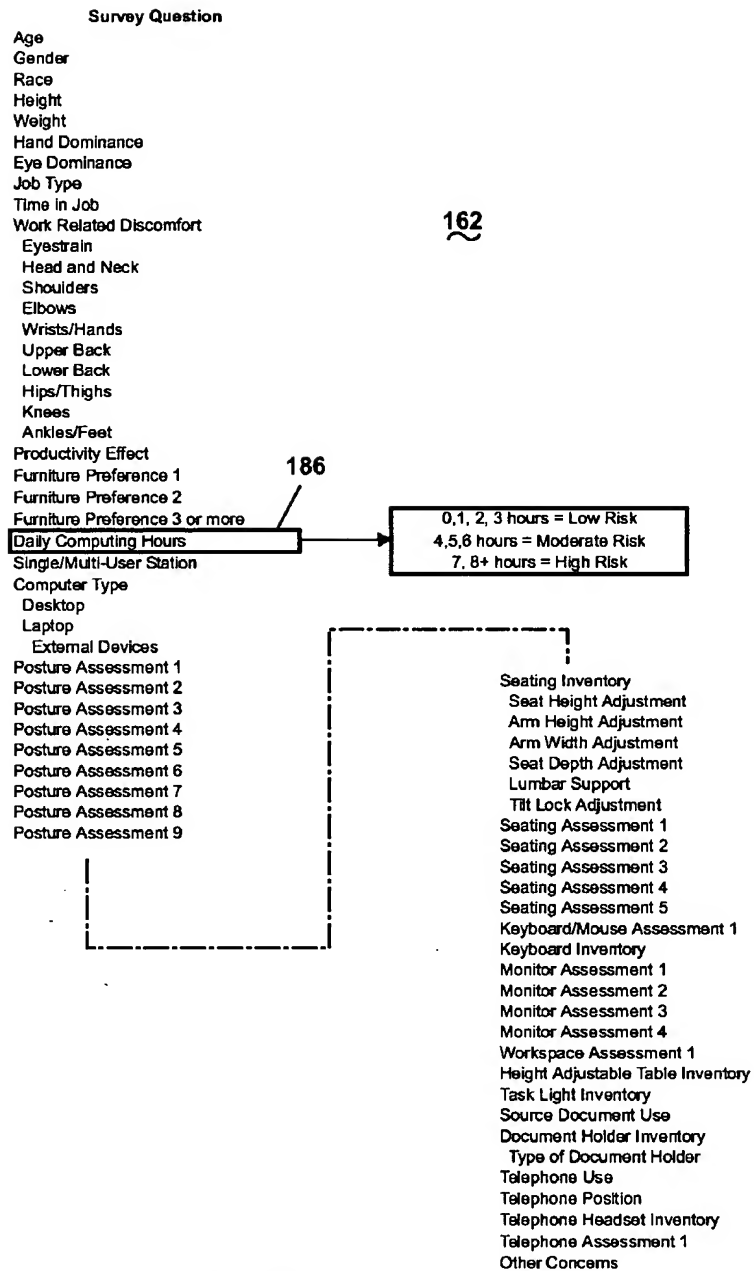 Survey Question
Age
Gender
Race
Height
Weight
Hand Dominance
Eye Dominance
Job Type
Time in Job
Work Related Discomfort
Eyestrain
Head and Neck
Shoulders
Elbows
Wrists/Hands
Upper Back
Lower Back
Hips/Thighs
Knees
Ankles/Feet
Productivity Effect
Furniture Preference 1
Furniture Preference 2
Furniture Preference 3 or more
Daily Computing Hours
Single/Multi-User Station
Computer Type
Desktop
Laptop
External Devices
Posture Assessment 1
Posture Assessment 2
Posture Assessment 3
Posture Assessment 4
Posture Assessment 5
Posture Assessment 6
Posture Assessment 7
Posture Assessment 8
Posture Assessment 9
162
186
0,1, 2, 3 hours = Low Risk
4,5,6 hours = Moderate Risk
7, 8+ hours = High Risk
Seating Inventory
Seat Height Adjustment
Arm Height Adjustment
Arm Width Adjustment
Seat Depth Adjustment
Lumbar Support
Tilt Lock Adjustment
Seating Assessment 1
Seating Assessment 2
Seating Assessment 3
Seating Assessment 4
Seating Assessment 5
Keyboard/Mouse Assessment 1
Keyboard Inventory
Monitor Assessment 1
Monitor Assessment 2
Monitor Assessment 3
Monitor Assessment 4
Workspace Assessment 1
Height Adjustable Table Inventory
Task Light Inventory
Source Document Use
Document Holder Inventory
Type of Document Holder
Telephone Use
Telephone Position
Telephone Headset Inventory
Telephone Assessment 1
Other Concerns